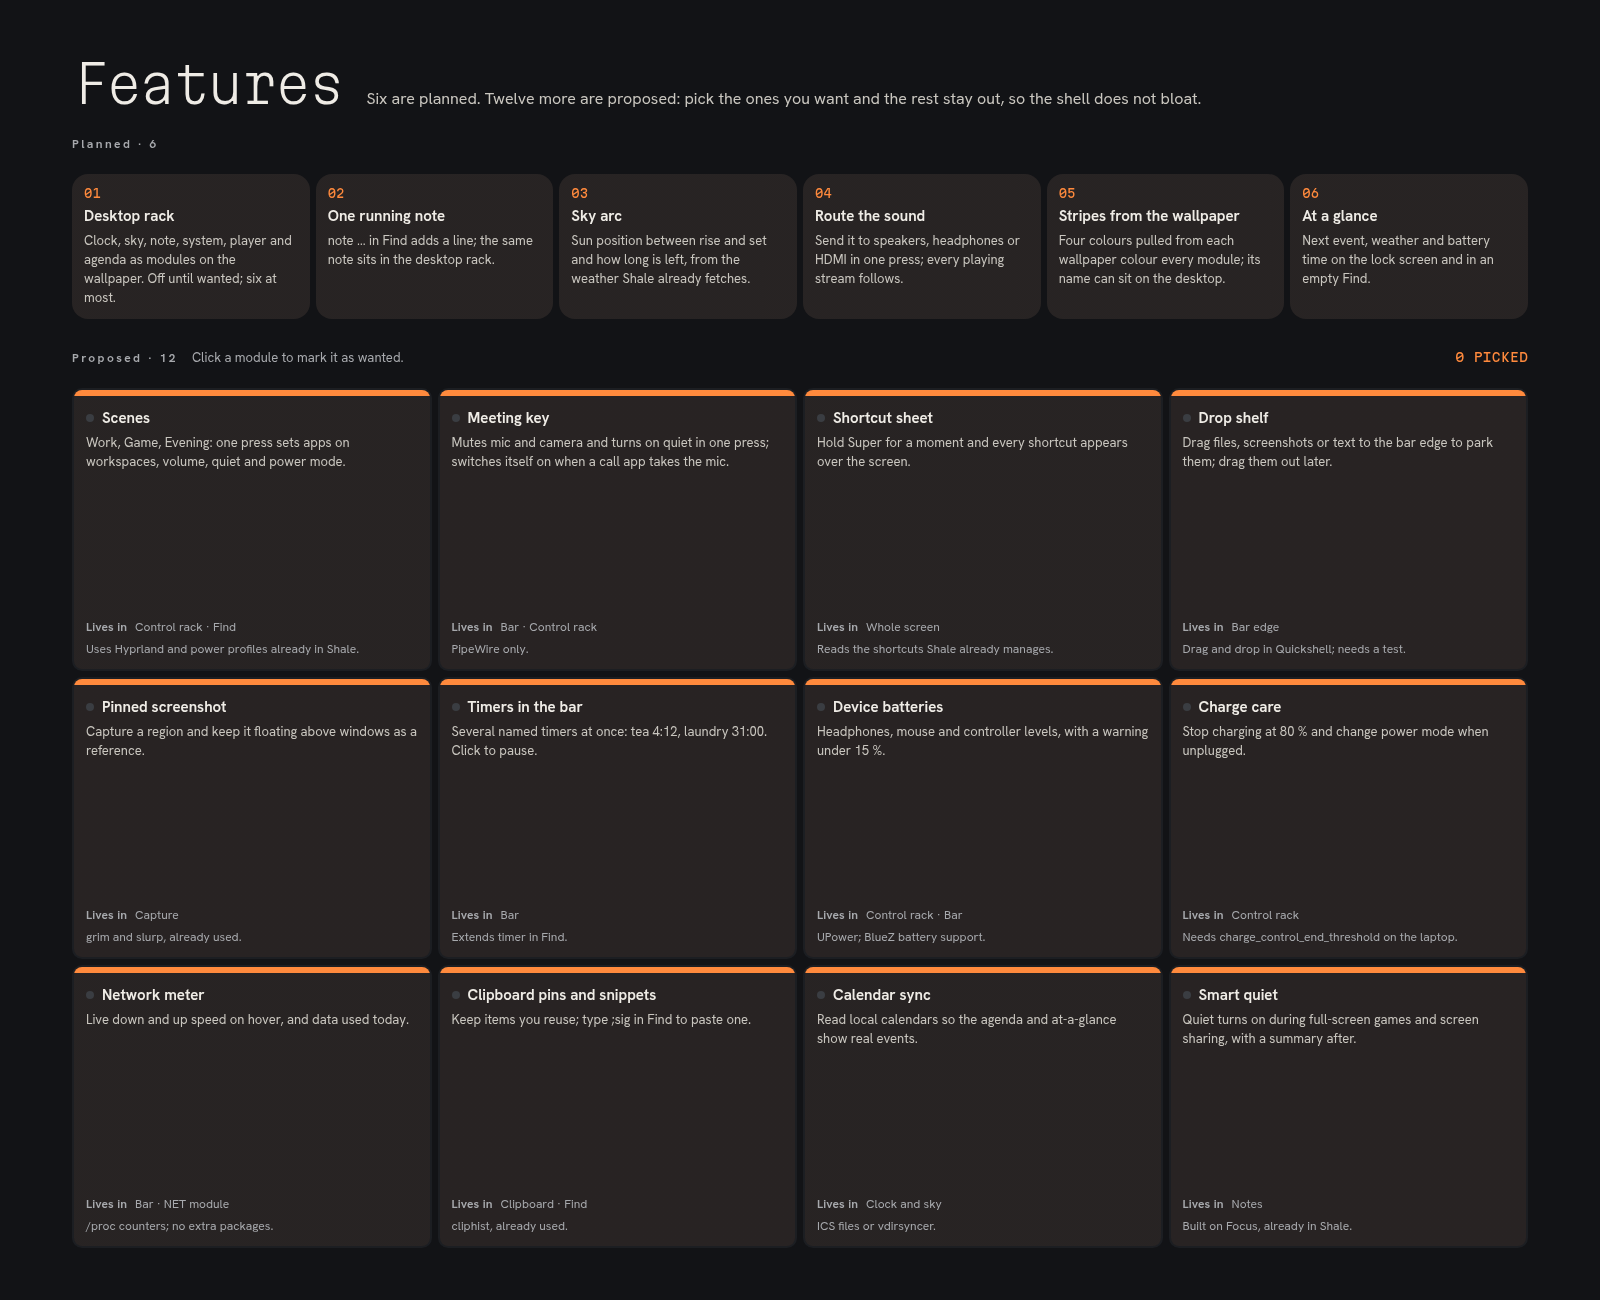 Features
Six are planned. Twelve more are proposed: pick the ones you want and the rest stay out, so the shell does not bloat.
Planned · 6
01
Desktop rack
Clock, sky, note, system, player and
agenda as modules on the
wallpaper. Off until wanted; six at
most.
02
One running note
note … in Find adds a line; the same
note sits in the desktop rack.
03
Sky arc
Sun position between rise and set
and how long is left, from the
weather Shale already fetches.
04
Route the sound
Send it to speakers, headphones or
HDMI in one press; every playing
stream follows.
05
Stripes from the wallpaper
Four colours pulled from each
wallpaper colour every module; its
name can sit on the desktop.
06
At a glance
Next event, weather and battery
time on the lock screen and in an
empty Find.
Proposed · 12 Click a module to mark it as wanted.
0 PICKED
Scenes
Work, Game, Evening: one press sets apps on
workspaces, volume, quiet and power mode.
Lives in Control rack · Find
Uses Hyprland and power profiles already in Shale.
Meeting key
Mutes mic and camera and turns on quiet in one press;
switches itself on when a call app takes the mic.
Lives in Bar · Control rack
PipeWire only.
Shortcut sheet
Hold Super for a moment and every shortcut appears
over the screen.
Lives in Whole screen
Reads the shortcuts Shale already manages.
Drop shelf
Drag files, screenshots or text to the bar edge to park
them; drag them out later.
Lives in Bar edge
Drag and drop in Quickshell; needs a test.
Pinned screenshot
Capture a region and keep it floating above windows as a
reference.
Lives in Capture
grim and slurp, already used.
Timers in the bar
Several named timers at once: tea 4:12, laundry 31:00.
Click to pause.
Lives in Bar
Extends timer in Find.
Device batteries
Headphones, mouse and controller levels, with a warning
under 15 %.
Lives in Control rack · Bar
UPower; BlueZ battery support.
Charge care
Stop charging at 80 % and change power mode when
unplugged.
Lives in Control rack
Needs charge_control_end_threshold on the laptop.
Network meter
Live down and up speed on hover, and data used today.
Lives in Bar · NET module
/proc counters; no extra packages.
Clipboard pins and snippets
Keep items you reuse; type ;sig in Find to paste one.
Lives in Clipboard · Find
cliphist, already used.
Calendar sync
Read local calendars so the agenda and at-a-glance
show real events.
Lives in Clock and sky
ICS files or vdirsyncer.
Smart quiet
Quiet turns on during full-screen games and screen
sharing, with a summary after.
Lives in Notes
Built on Focus, already in Shale.